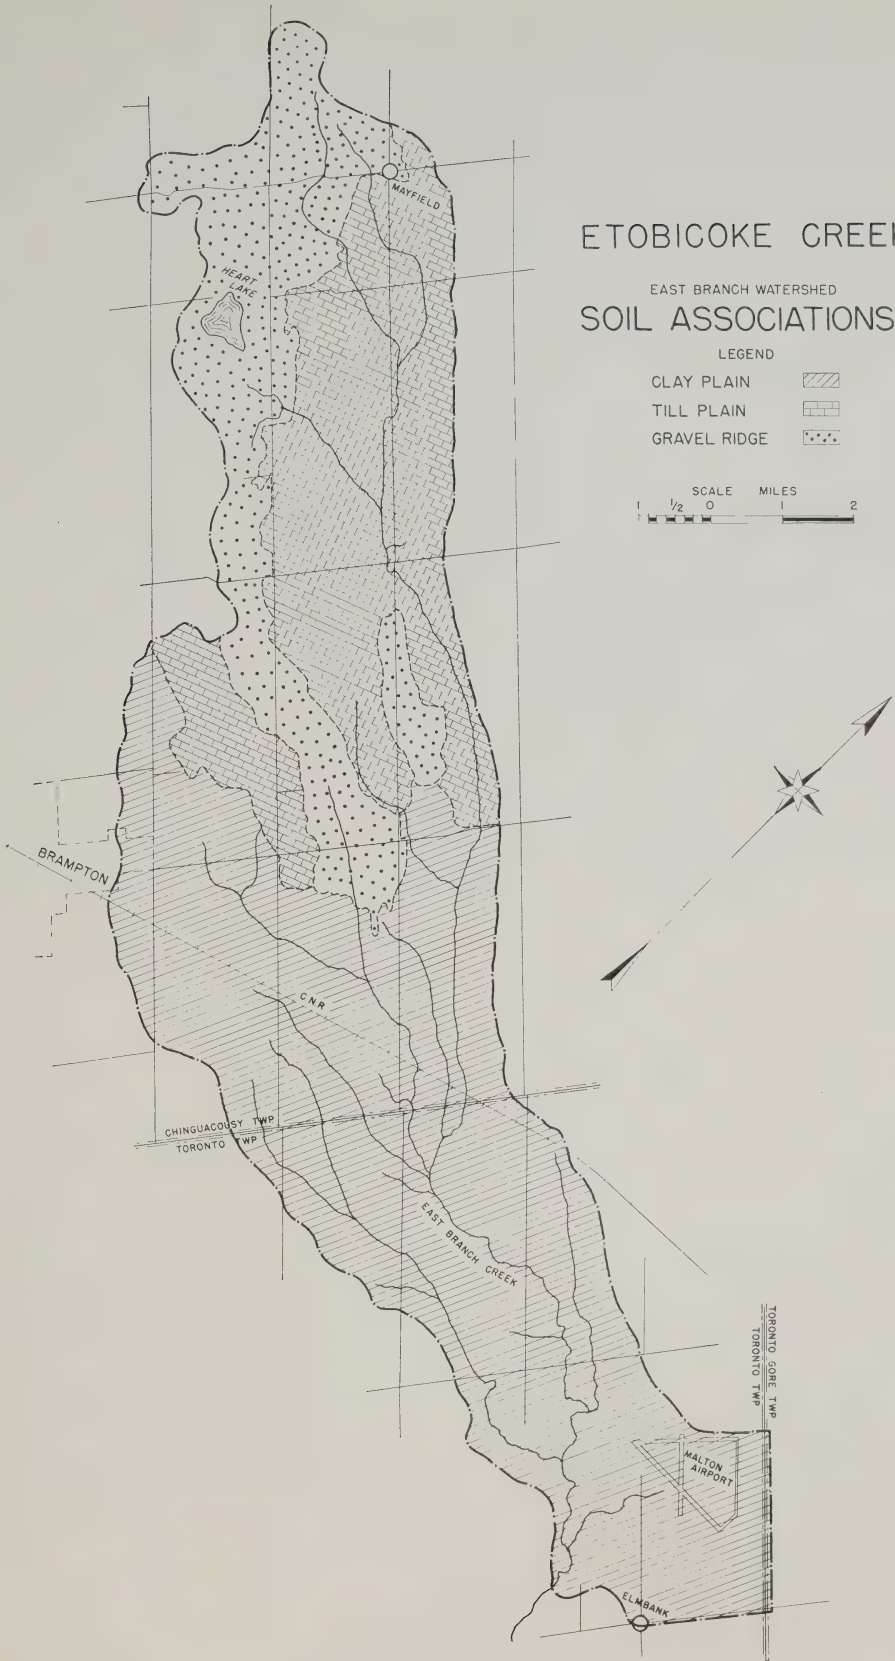 ETOBICOKE CREEK
EAST BRANCH WATERSHED
SOIL ASSOCIATIONS
LEGEND
CLAY PLAIN
TILL PLAIN
GRAVEL RIDGE
SCALE MILES
1 1/2 0 1 2
MAYFIELD
HEART
LAKE
BRAMPTON
C.N.R
CHINGUACOUSY TWP
TORONTO TWP
EAST BRANCH CREEK
TORONTO GORE TWP
TORONTO TWP
MALTON
AIRPORT
ELMBANK